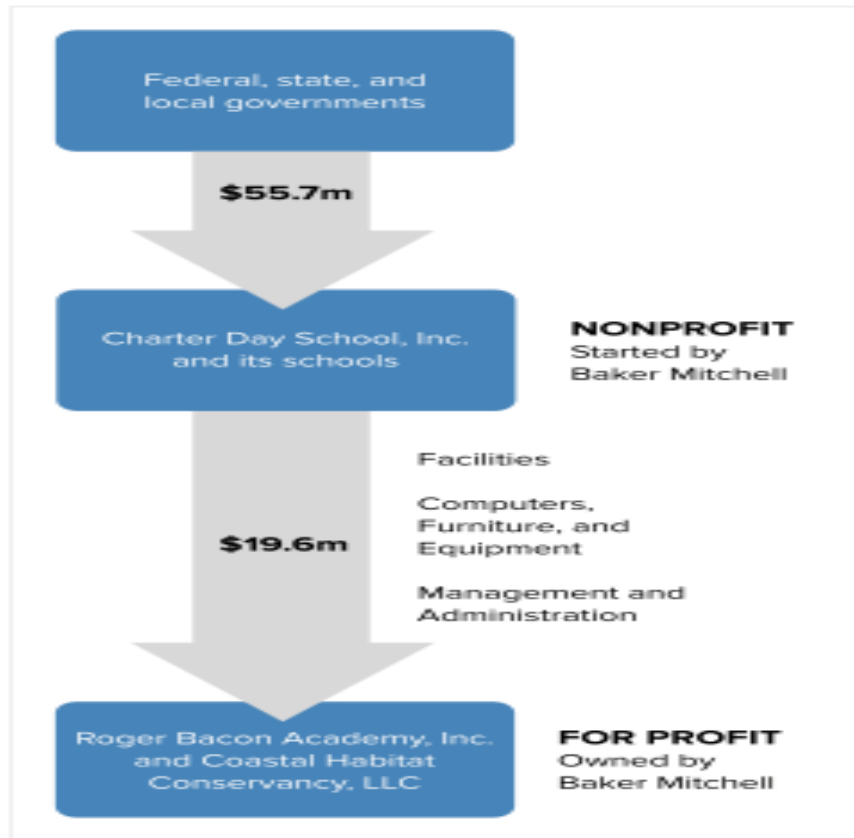 Federal, state, and
local governments
$55.7m
Charter Day School, Inc.
and its schools
NONPROFIT
Started by
Baker Mitchell
Facilities
Computers,
Furniture, and
Equipment
$19.6m
Management and
Administration
Roger Bacon Academy, Inc.
and Coastal Habitat
Conservancy, LLC
FOR PROFIT
Owned by
Baker Mitchell